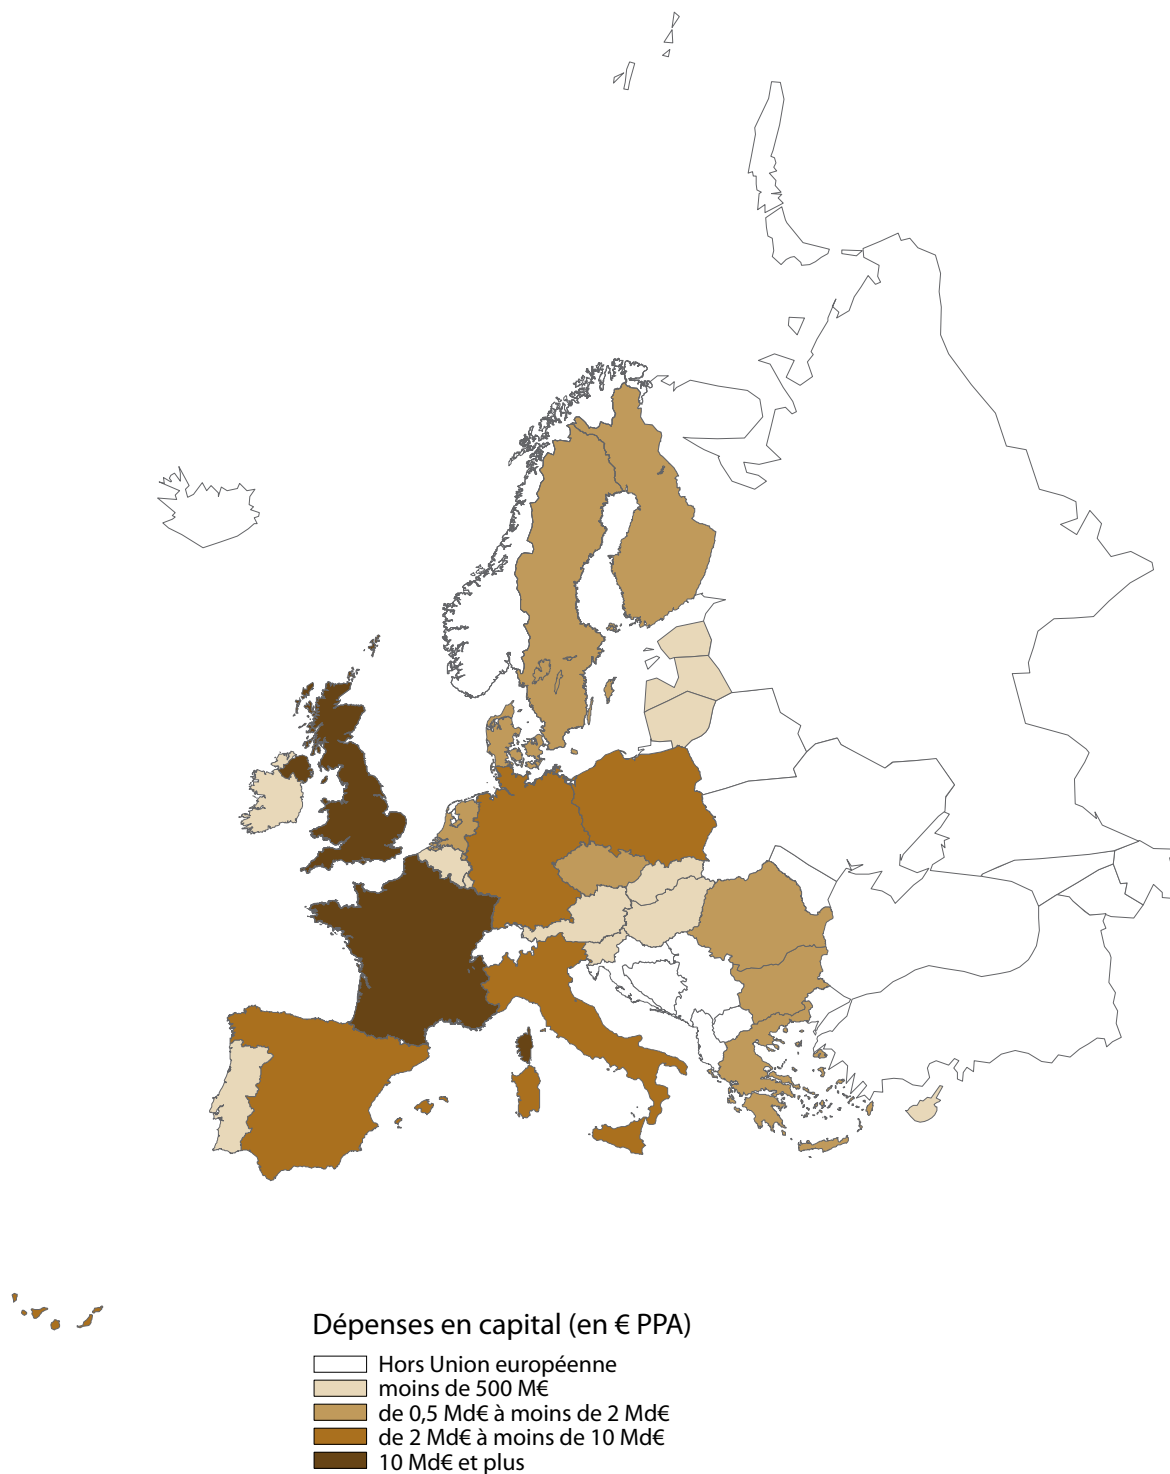 Dépenses en capital (en € PPA)
Hors Union européenne
moins de 500 M€
de 0,5 Md€ à moins de 2 Md€
de 2 Md€ à moins de 10 Md€
10 Md€ et plus